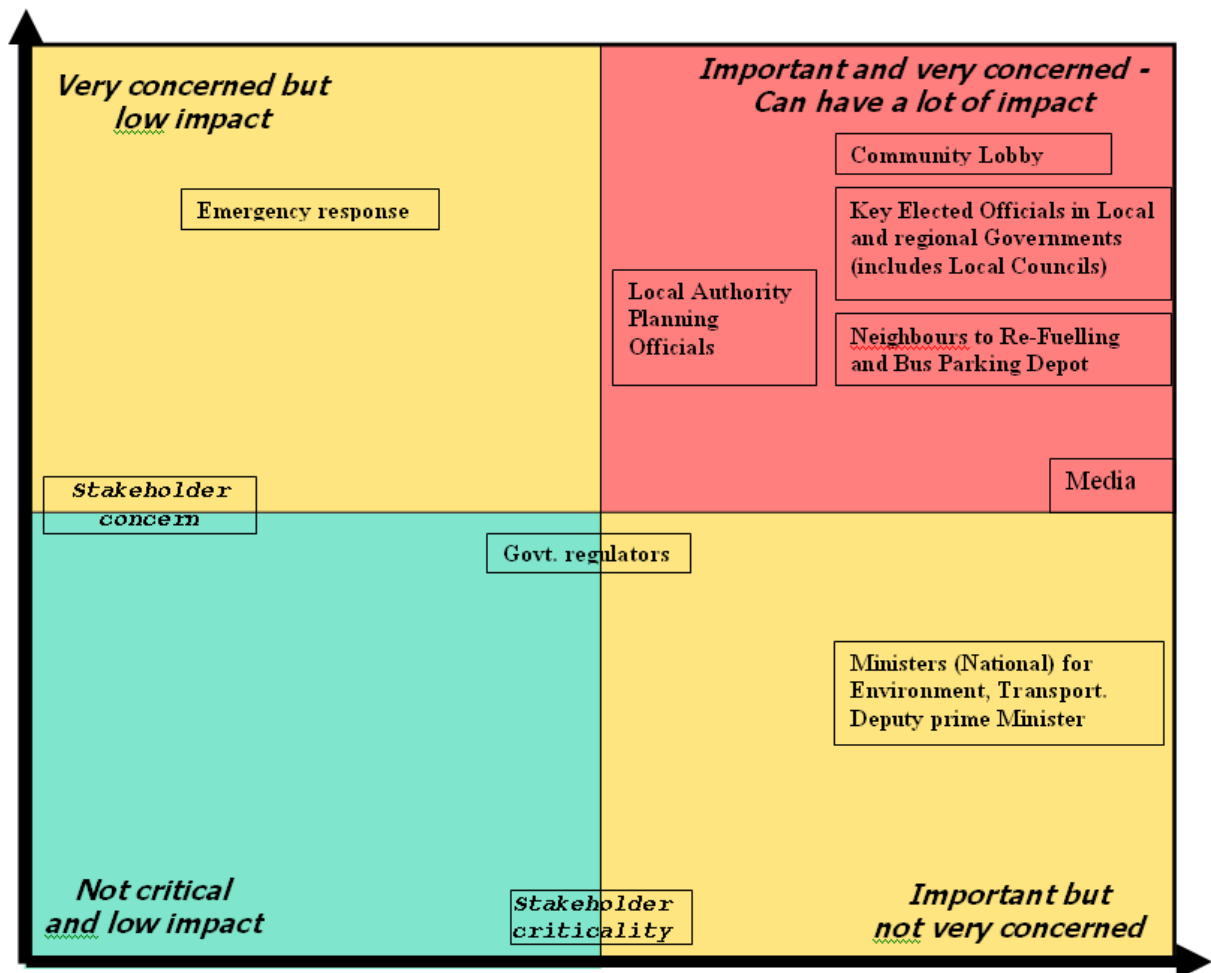 Very concerned but
low impact
Important and very concerned -
Can have a lot of impact
Community Lobby
Emergency response
Key Elected Officials in Local
and regional Governments
(includes Local Councils)
Local Authority
Planning
Officials
Neighbours to Re-Fuelling
and Bus Parking Depot
Media
Stakeholder
concern
Govt. regulators
Ministers (National) for
Environment, Transport.
Deputy prime Minister
Not critical
and low impact
Stakeholder
criticality
Important but
not very concerned